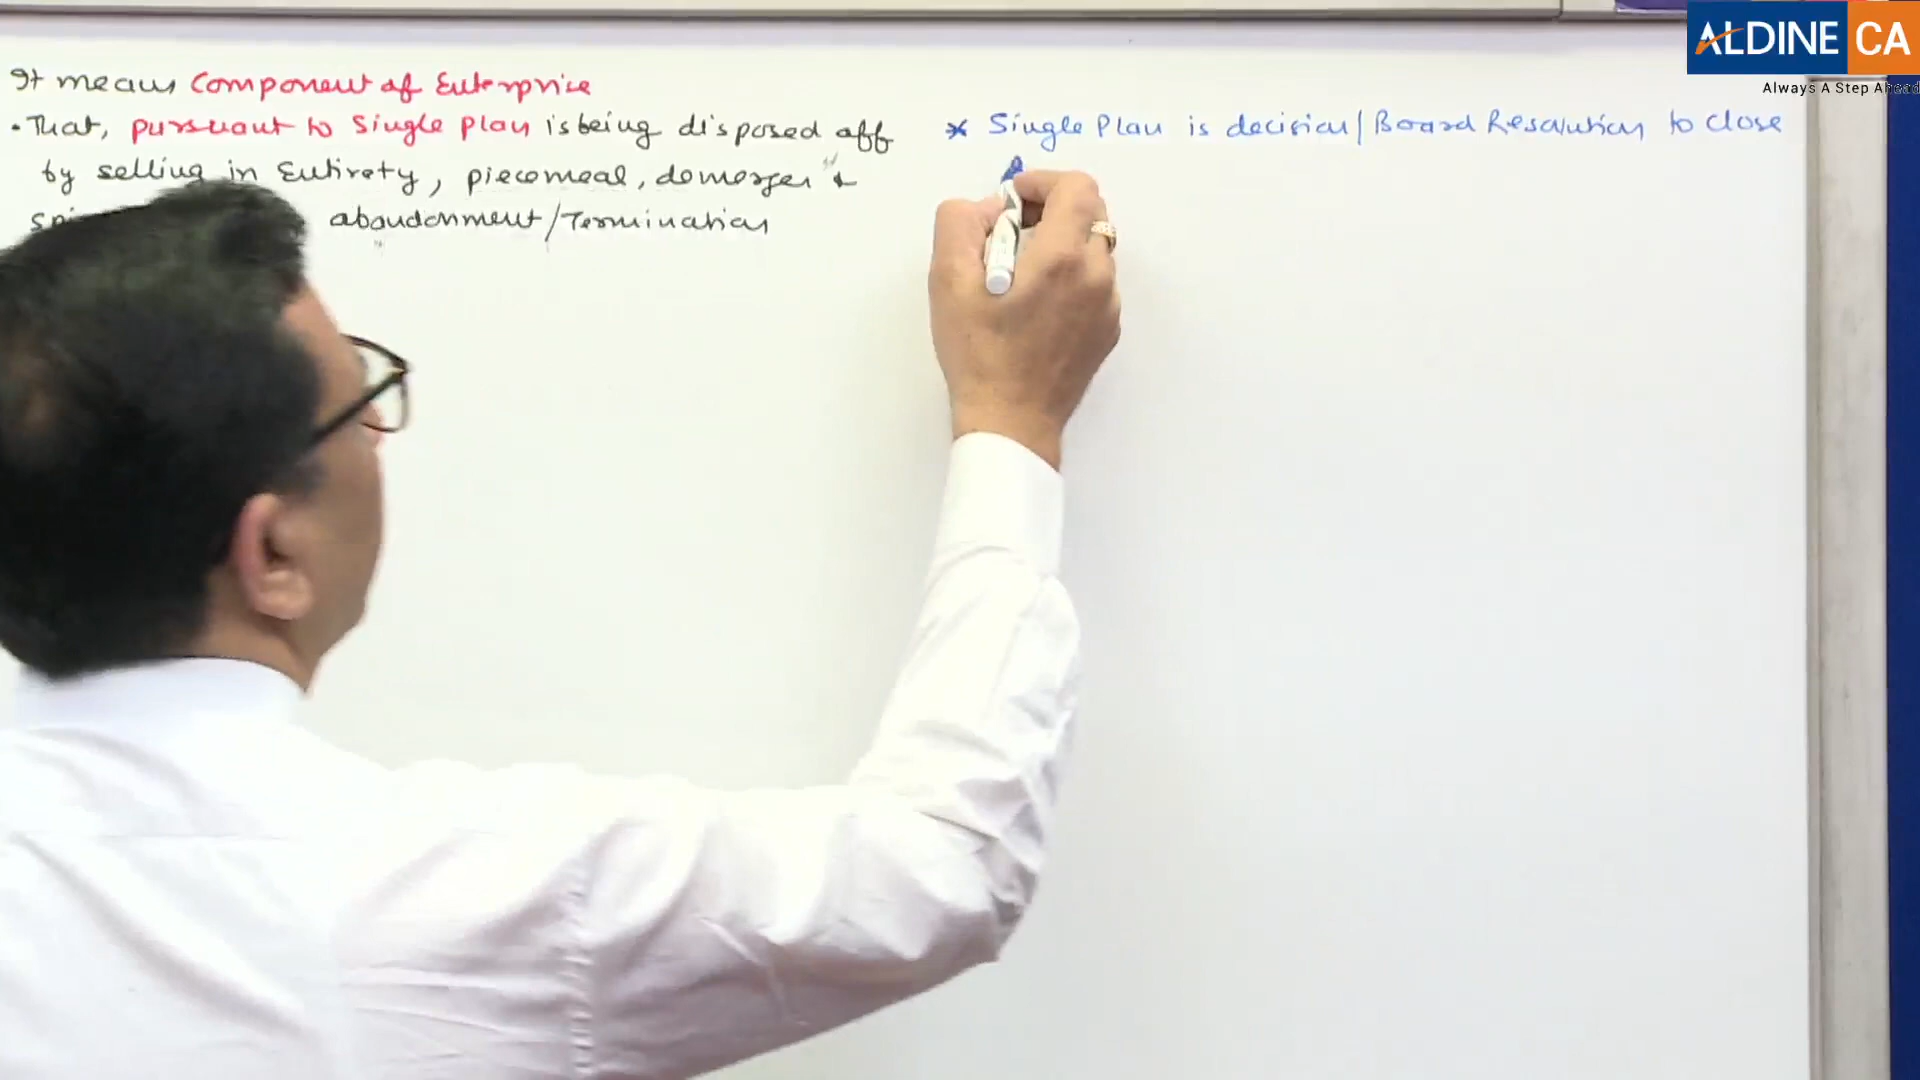 It means Component of Enterprise
• That, pursuant to Single Plan is being disposed off
by selling in Entirety, piecemeal, demerger &
abandonment/Termination
* Single Plan is decision/Board Resolution to close
ALDINE CA
Always A Step Ahead